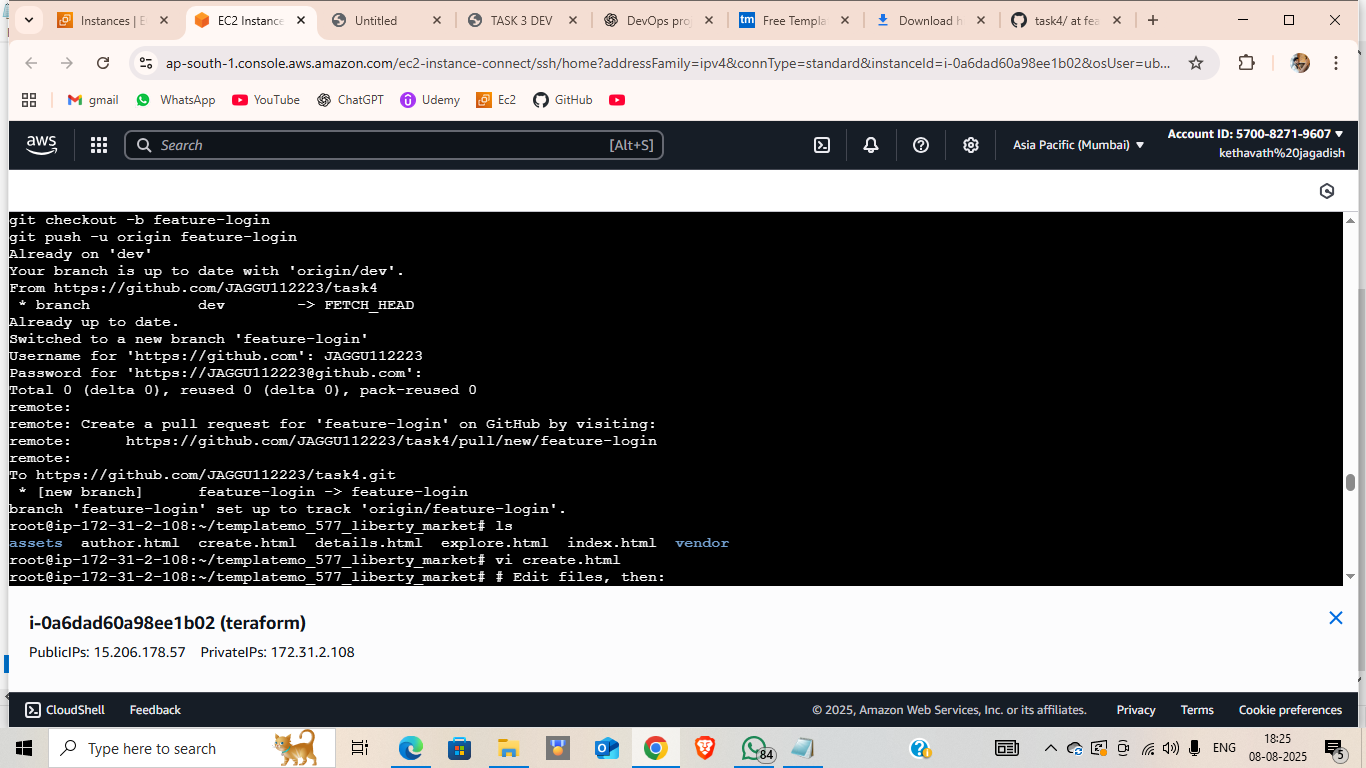 Instances | E
EC2 Instance
Untitled
TASK 3 DEV
DevOps pro
tm
Free Templa
Download h
task4/ at fea
ap-south-1.console.aws.amazon.com/ec2-instance-connect/ssh/home?addressFamily=ipv4&connType=standard&instanceId=i-0a6dad60a98ee1b02&osUser=ub...
gmail
WhatsApp
YouTube
ChatGPT
Udemy
Ec2
GitHub
aws
Search
[Alt+S]
Asia Pacific (Mumbai)
Account ID: 5700-8271-9607
kethavath%20jagadish
git checkout -b feature-login
git push -u origin feature-login
Already on 'dev'
Your branch is up to date with 'origin/dev'.
From https://github.com/JAGGU112223/task4
 * branch            dev        -> FETCH_HEAD
Already up to date.
Switched to a new branch 'feature-login'
Username for 'https://github.com': JAGGU112223
Password for 'https://JAGGU112223@github.com':
Total 0 (delta 0), reused 0 (delta 0), pack-reused 0
remote:
remote: Create a pull request for 'feature-login' on GitHub by visiting:
remote:      https://github.com/JAGGU112223/task4/pull/new/feature-login
remote:
To https://github.com/JAGGU112223/task4.git
 * [new branch]      feature-login -> feature-login
branch 'feature-login' set up to track 'origin/feature-login'.
root@ip-172-31-2-108:~/templatemo_577_liberty_market# ls
assets  author.html  create.html  details.html  explore.html  index.html  vendor
root@ip-172-31-2-108:~/templatemo_577_liberty_market# vi create.html
root@ip-172-31-2-108:~/templatemo_577_liberty_market# # Edit files, then:
i-0a6dad60a98ee1b02 (teraform)
PublicIPs: 15.206.178.57    PrivateIPs: 172.31.2.108
CloudShell
Feedback
© 2025, Amazon Web Services, Inc. or its affiliates.
Privacy
Terms
Cookie preferences
Type here to search
84
ENG
18:25
08-08-2025
5